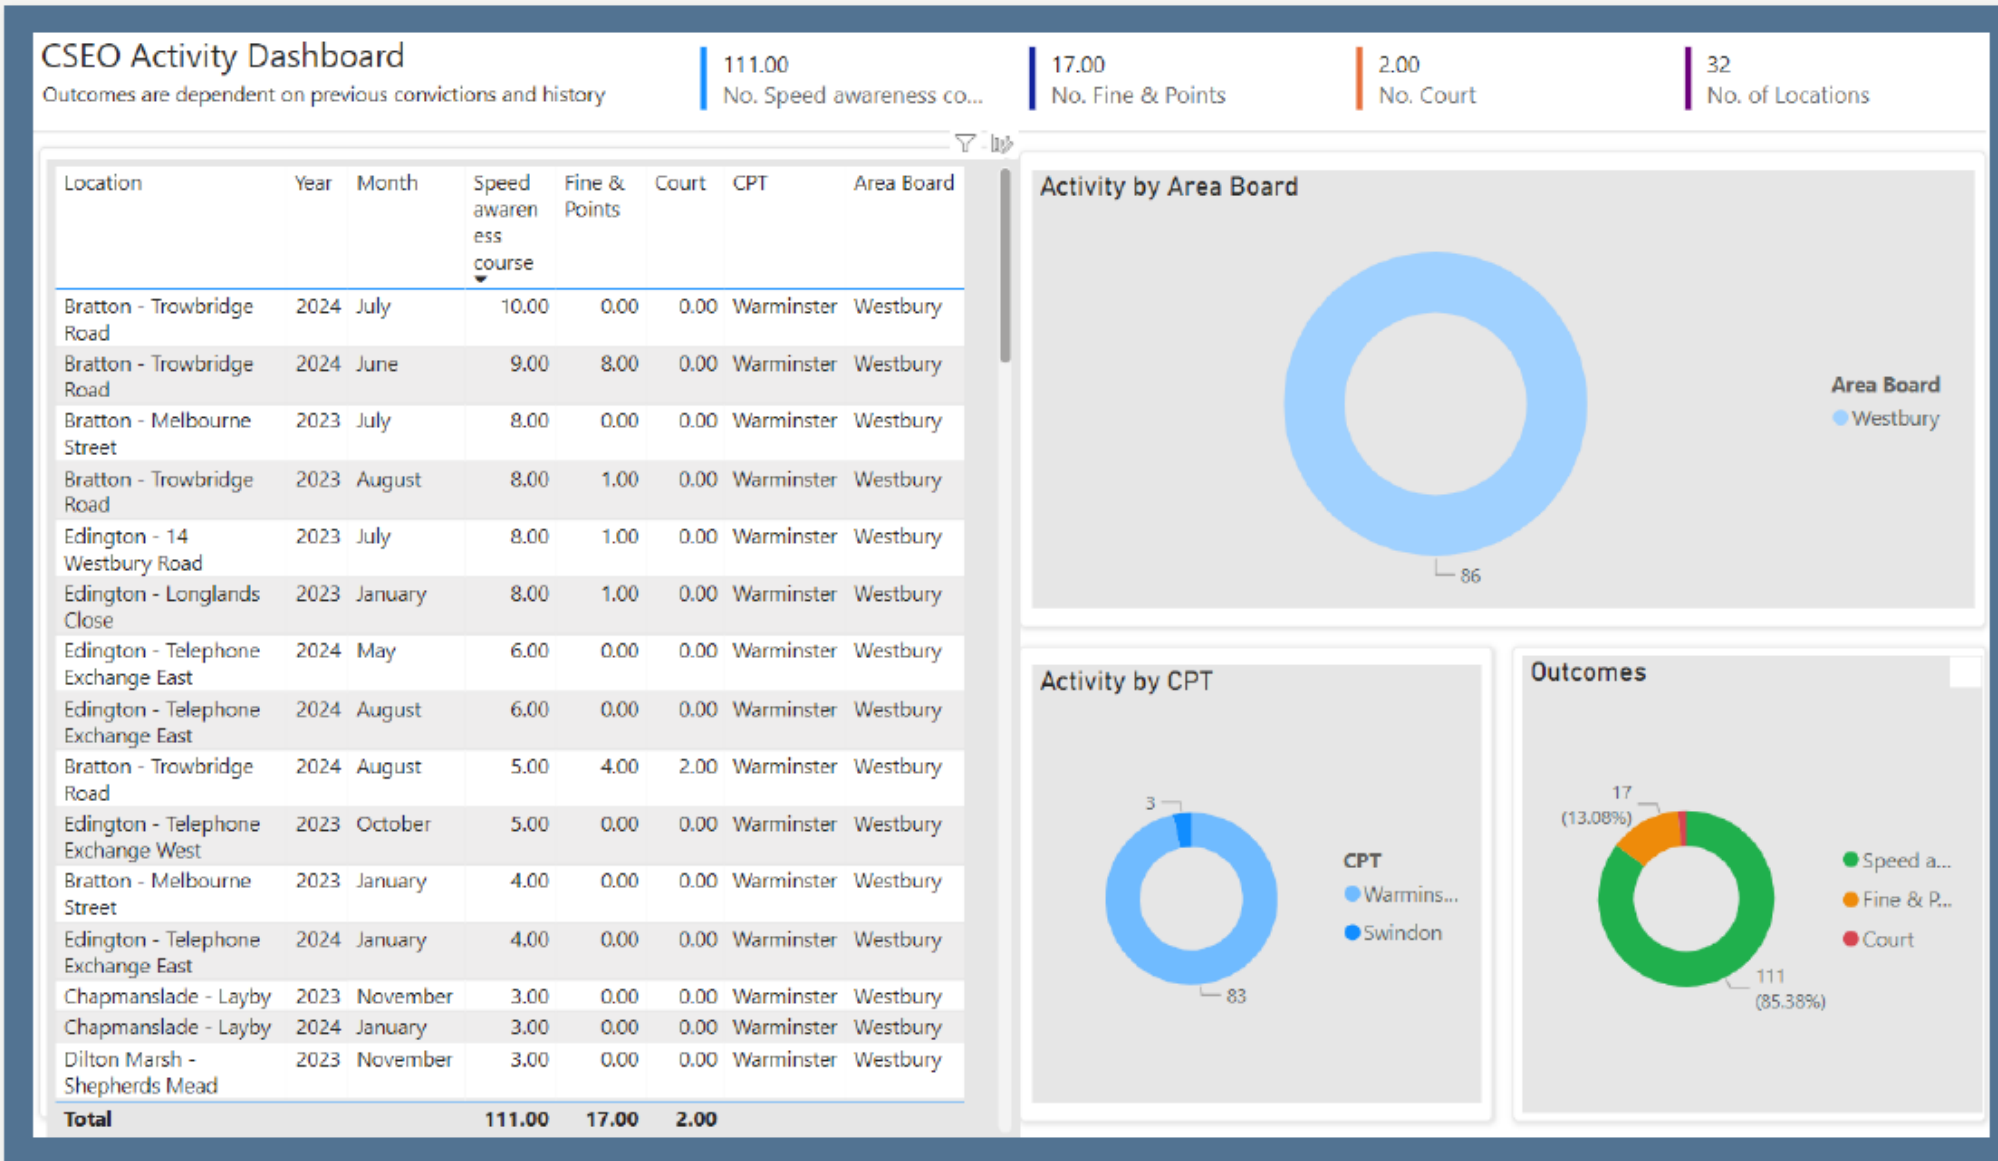 CSEO Activity Dashboard
Outcomes are dependent on previous convictions and history
111.00
No. Speed awareness co...
17.00
No. Fine & Points
2.00
No. Court
32
No. of Locations
Location Year Month Speed awaren ess course Fine & Points Court CPT Area Board
Bratton - Trowbridge Road 2024 July 10.00 0.00 0.00 Warminster Westbury
Bratton - Trowbridge Road 2024 June 9.00 8.00 0.00 Warminster Westbury
Bratton - Melbourne Street 2023 July 8.00 0.00 0.00 Warminster Westbury
Bratton - Trowbridge Road 2023 August 8.00 1.00 0.00 Warminster Westbury
Edington - 14 Westbury Road 2023 July 8.00 1.00 0.00 Warminster Westbury
Edington - Longlands Close 2023 January 8.00 1.00 0.00 Warminster Westbury
Edington - Telephone Exchange East 2024 May 6.00 0.00 0.00 Warminster Westbury
Edington - Telephone Exchange East 2024 August 6.00 0.00 0.00 Warminster Westbury
Bratton - Trowbridge Road 2024 August 5.00 4.00 2.00 Warminster Westbury
Edington - Telephone Exchange West 2023 October 5.00 0.00 0.00 Warminster Westbury
Bratton - Melbourne Street 2023 January 4.00 0.00 0.00 Warminster Westbury
Edington - Telephone Exchange East 2024 January 4.00 0.00 0.00 Warminster Westbury
Chapmanslade - Layby 2023 November 3.00 0.00 0.00 Warminster Westbury
Chapmanslade - Layby 2024 January 3.00 0.00 0.00 Warminster Westbury
Dilton Marsh - Shepherds Mead 2023 November 3.00 0.00 0.00 Warminster Westbury
Total 111.00 17.00 2.00
Activity by Area Board
Area Board
Westbury
86
Activity by CPT
3
83
CPT
Warmins...
Swindon
Outcomes
17
(13.08%)
111
(85.38%)
Speed a...
Fine & P...
Court